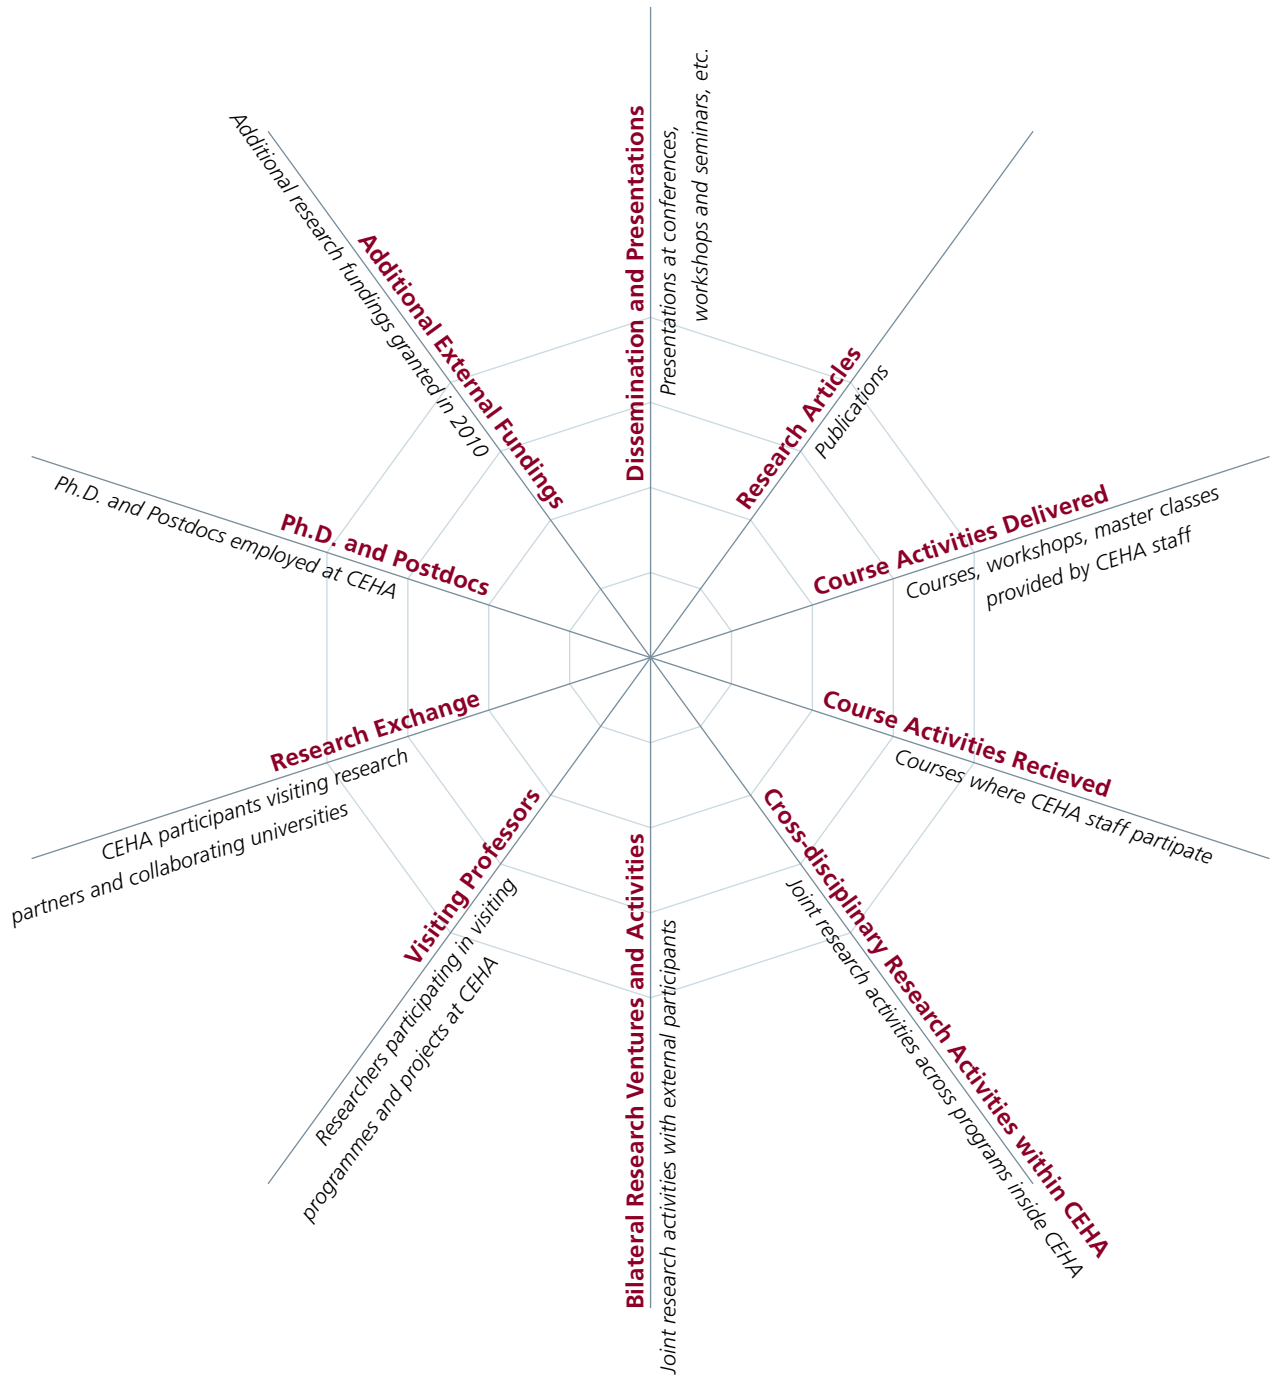 Dissemination and Presentations
Presentations at conferences,
workshops and seminars, etc.
Research Articles
Publications
Course Activities Delivered
Courses, workshops, master classes
provided by CEHA staff
Course Activities Recieved
Courses where CEHA staff partipate
Cross-disciplinary Research Activities within CEHA
Joint research activities across programs inside CEHA
Bilateral Research Ventures and Activities
Joint research activities with external participants
Visiting Professors
Researchers participating in visiting
programmes and projects at CEHA
Research Exchange
CEHA participants visiting research
partners and collaborating universities
Ph.D. and Postdocs
Ph.D. and Postdocs employed at CEHA
Additional External Fundings
Additional research fundings granted in 2010